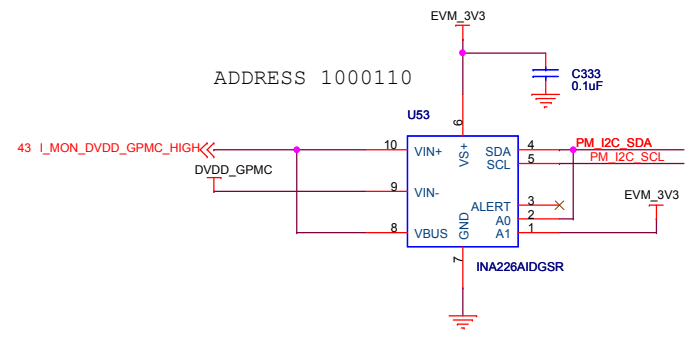 EVM_3V3
ADDRESS 1000110
C333
0.1uF
U53
6
VS+
43 I_MON_DVDD_GPMC_HIGH
10 VIN+
SDA 4 PM_I2C_SDA
SCL 5 PM_I2C_SCL
DVDD_GPMC
9 VIN-
EVM_3V3
ALERT 3
A0 2
8 VBUS
GND
A1 1
7
INA226AIDGSR